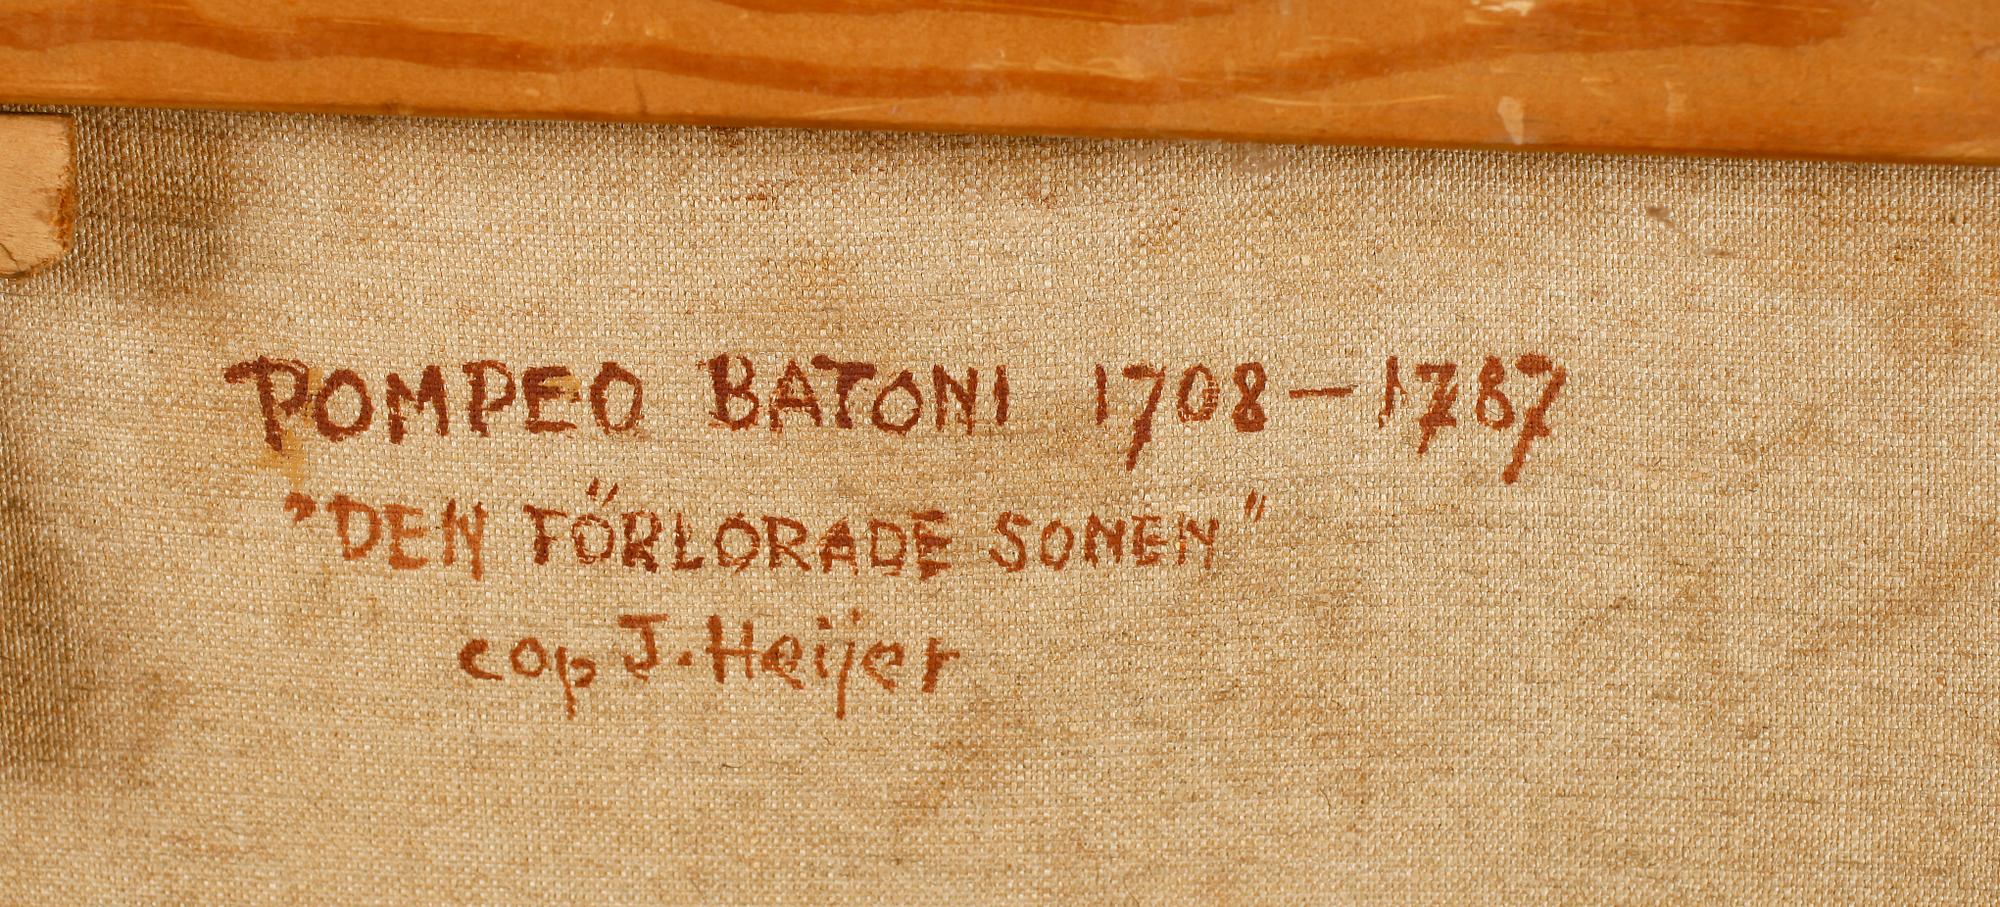 POMPEO BATONI 1708 — 1787
"DEN FÖRLORADE SONEN"
cop J. Heijer